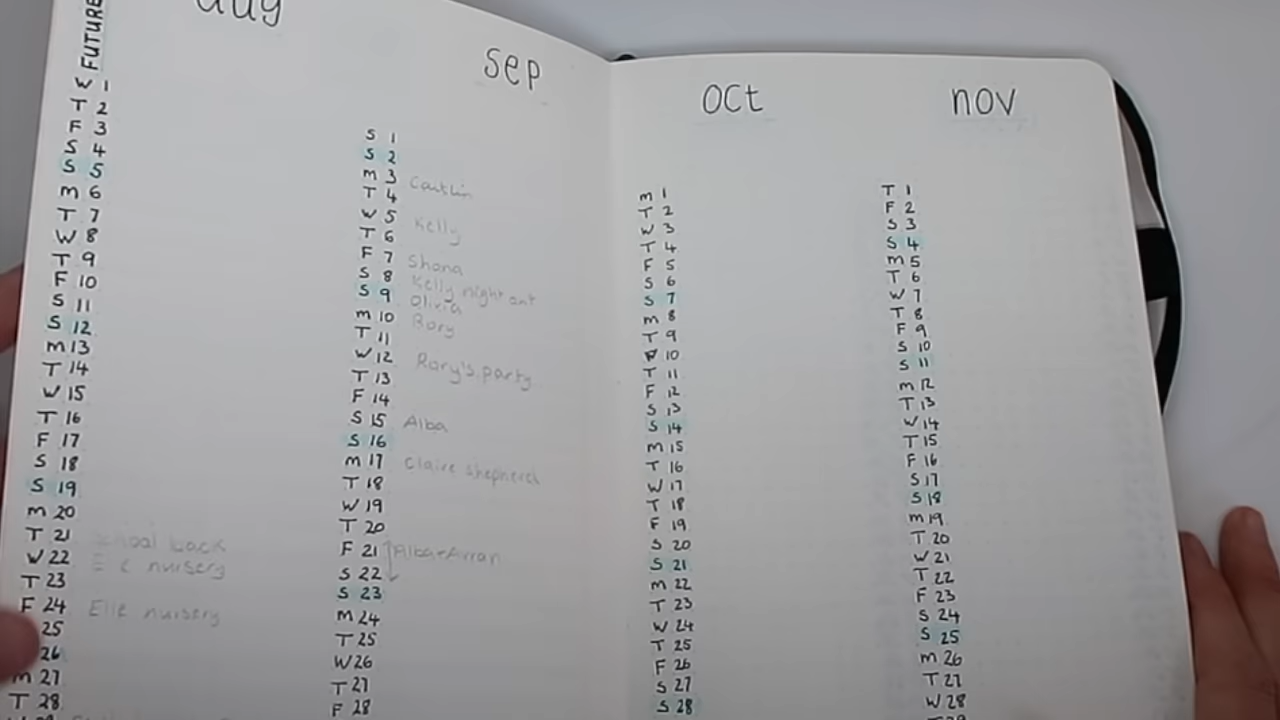 FUTURE
aug
W 1
T 2
F 3
S 4
S 5
m 6
T 7
W 8
T 9
F 10
S 11
S 12
m 13
T 14
W 15
T 16
F 17
S 18
S 19
m 20
T 21 school back
W 22 nursery
T 23
F 24 Elle nursery
25
26
m 27
T 28
sep
S 1
S 2
m 3 Caitlin
T 4
W 5 Kelly
T 6
F 7 Shona
S 8 Kelly night out
S 9 Olivia
m 10 Rory
T 11
W 12 Rory's party
T 13
F 14
S 15 Alba
S 16
m 17 Claire Shepherd
T 18
W 19
T 20
F 21 Alba + Arran
S 22
S 23
m 24
T 25
W 26
T 27
F 28
oct
m 1
T 2
W 3
T 4
F 5
S 6
S 7
m 8
T 9
10
T 11
F 12
S 13
S 14
m 15
T 16
W 17
T 18
F 19
S 20
S 21
m 22
T 23
W 24
T 25
F 26
S 27
S 28
nov
T 1
F 2
S 3
S 4
m 5
T 6
W 7
T 8
F 9
S 10
S 11
m 12
T 13
W 14
T 15
F 16
S 17
S 18
m 19
T 20
W 21
T 22
F 23
S 24
S 25
m 26
T 27
W 28